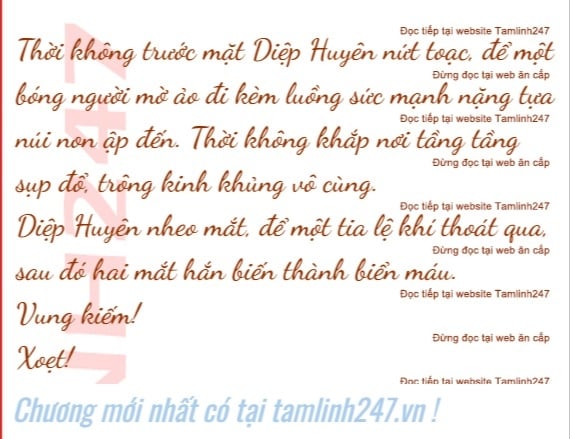 Đọc tiếp tại website Tamlinh247
Thời không trước mặt Diệp Huyên nứt toạc, để một
Đừng đọc tại web ăn cắp
bóng người mờ ảo đi kèm luồng sức mạnh nặng tựa
Đọc tiếp tại website Tamlinh247
núi non ập đến. Thời không khắp nơi tầng tầng
Đừng đọc tại web ăn cắp
sụp đổ, trông kinh khủng vô cùng.
Đọc tiếp tại website Tamlinh247
Diệp Huyên nheo mắt, để một tia lệ khí thoát qua,
Đừng đọc tại web ăn cắp
sau đó hai mắt hắn biến thành biển máu.
Đọc tiếp tại website Tamlinh247
Vung kiếm!
Đừng đọc tại web ăn cắp
Xoẹt!
Đọc tiếp tại website Tamlinh247
NH247
Chương mới nhất có tại tamlinh247.vn !